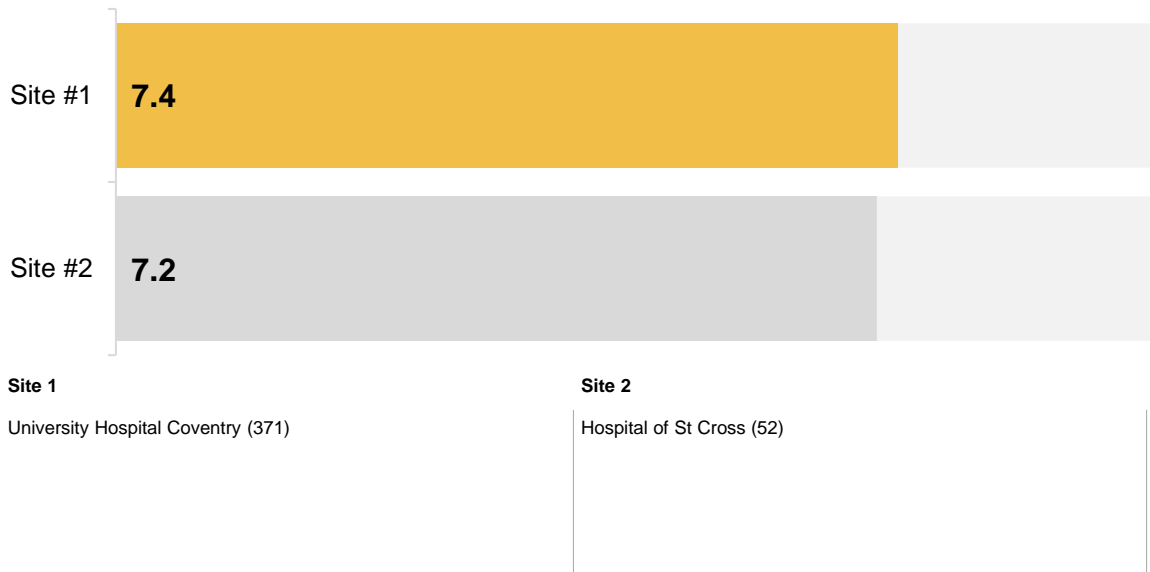 Site #1
7.4
Site #2
7.2
Site 1
University Hospital Coventry (371)
Site 2
Hospital of St Cross (52)